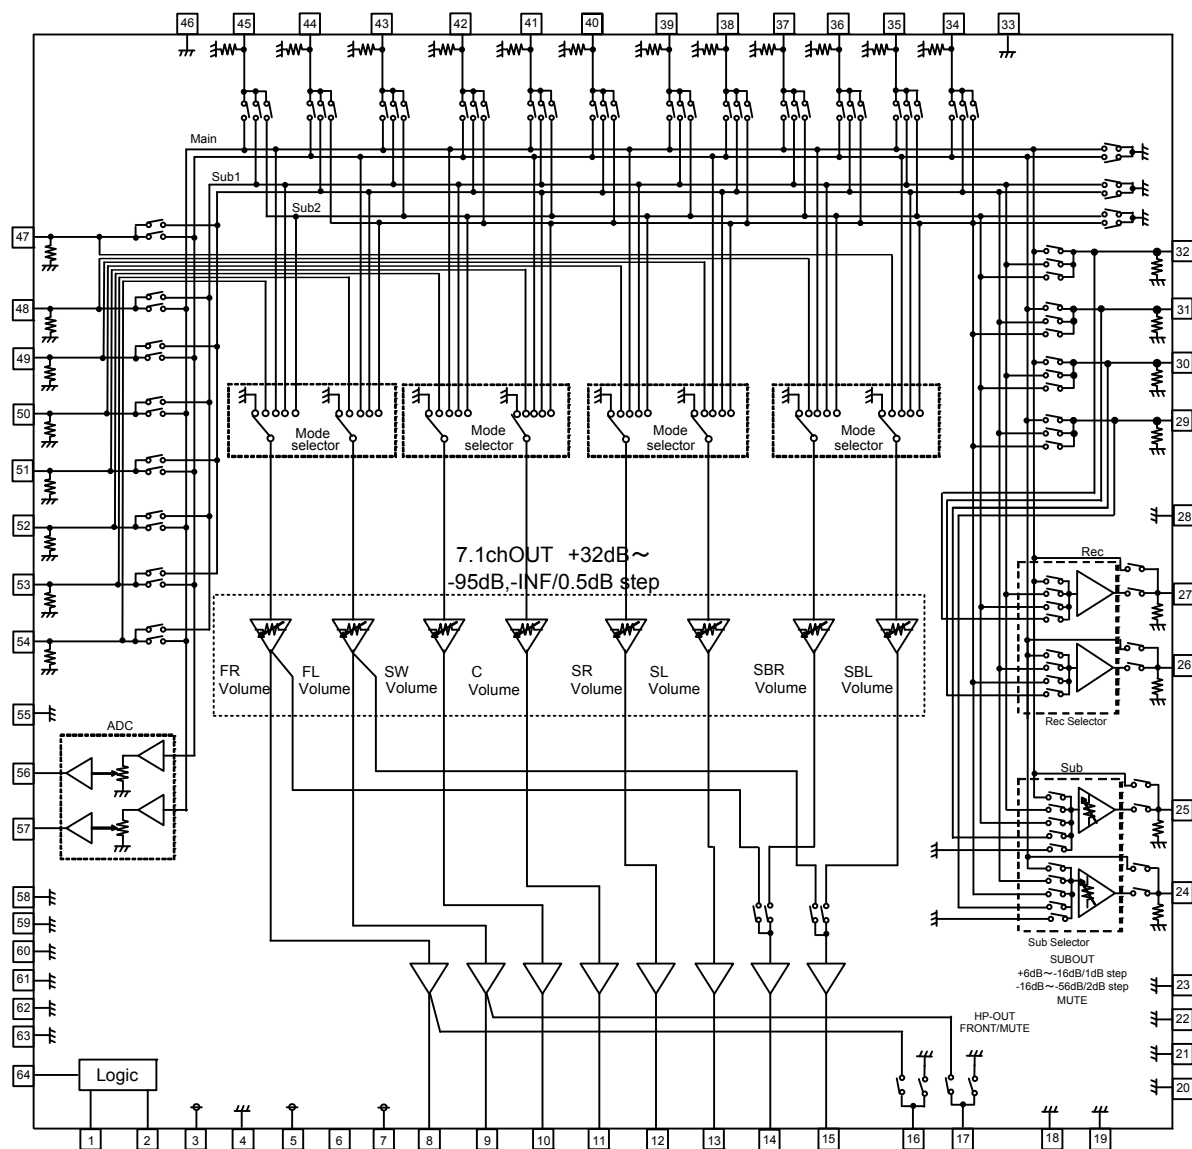 46 45 44 43 42 41 40 39 38 37 36 35 34 33
Main
Sub1
Sub2
47
32
48
31
49
30
50
29
Mode
selector
Mode
selector
Mode
selector
Mode
selector
51
28
52
7.1chOUT +32dB～
-95dB,-INF/0.5dB step
Rec
53
27
54
26
FR
Volume
FL
Volume
SW
Volume
C
Volume
SR
Volume
SL
Volume
SBR
Volume
SBL
Volume
Rec Selector
55
ADC
56
Sub
57
25
58
24
59
Sub Selector
60
SUBOUT
+6dB～-16dB/1dB step
-16dB～-56dB/2dB step
MUTE
61
23
62
22
HP-OUT
FRONT/MUTE
63
21
64
Logic
20
1 2 3 4 5 6 7 8 9 10 11 12 13 14 15 16 17 18 19